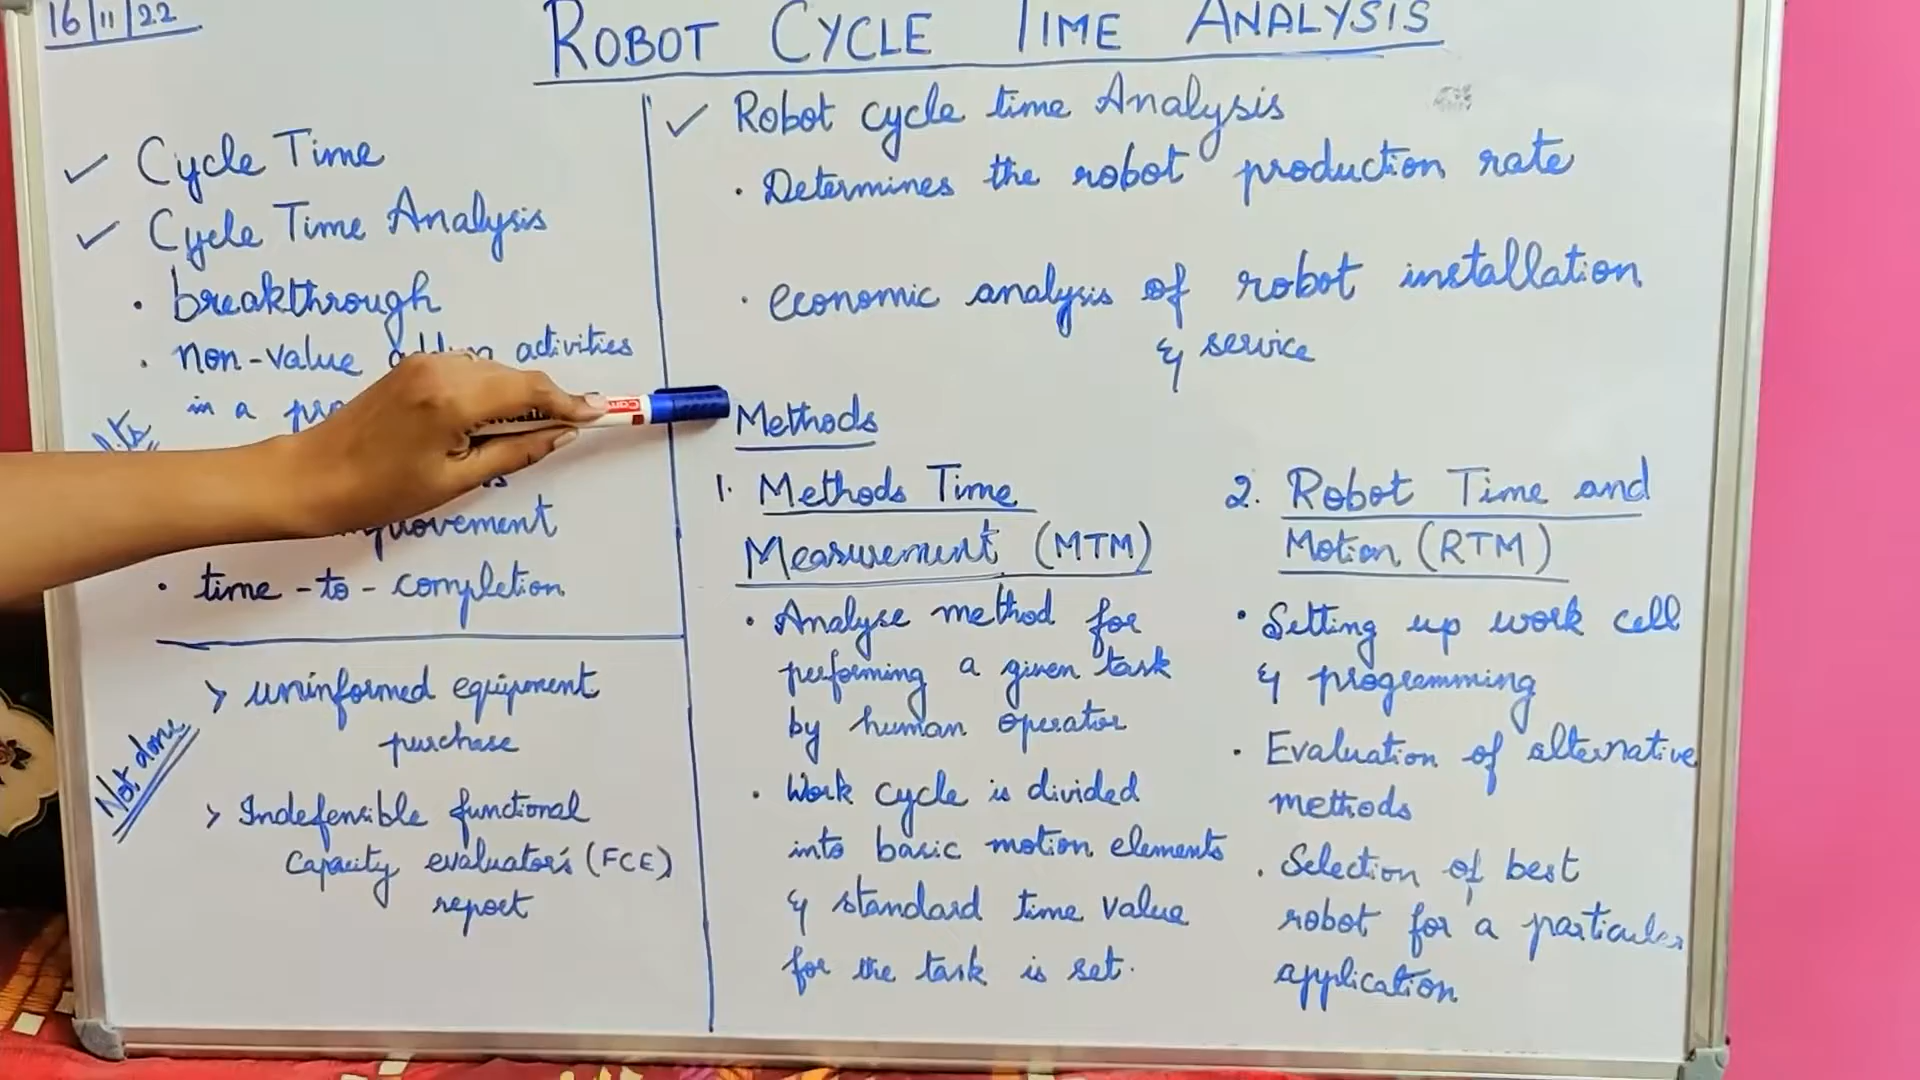 16/11/22
ROBOT CYCLE TIME ANALYSIS
✓ Cycle Time
✓ Cycle Time Analysis
· breakthrough
· non-value activities
in a
time-to-completion
> uninformed equipment
purchase
Not done
> Indefensible functional
capacity evaluator's (FCE)
report
✓ Robot cycle time Analysis
· Determines the robot production rate
· economic analysis of robot installation
& service
Methods
1. Methods Time
Measurement (MTM)
· Analyse method for
performing a given task
by human operator
· Work cycle is divided
into basic motion elements
& standard time value
for the task is set.
2. Robot Time and
Motion (RTM)
· Setting up work cell
& programming
· Evaluation of alternative
methods
· Selection of best
robot for a particular
application